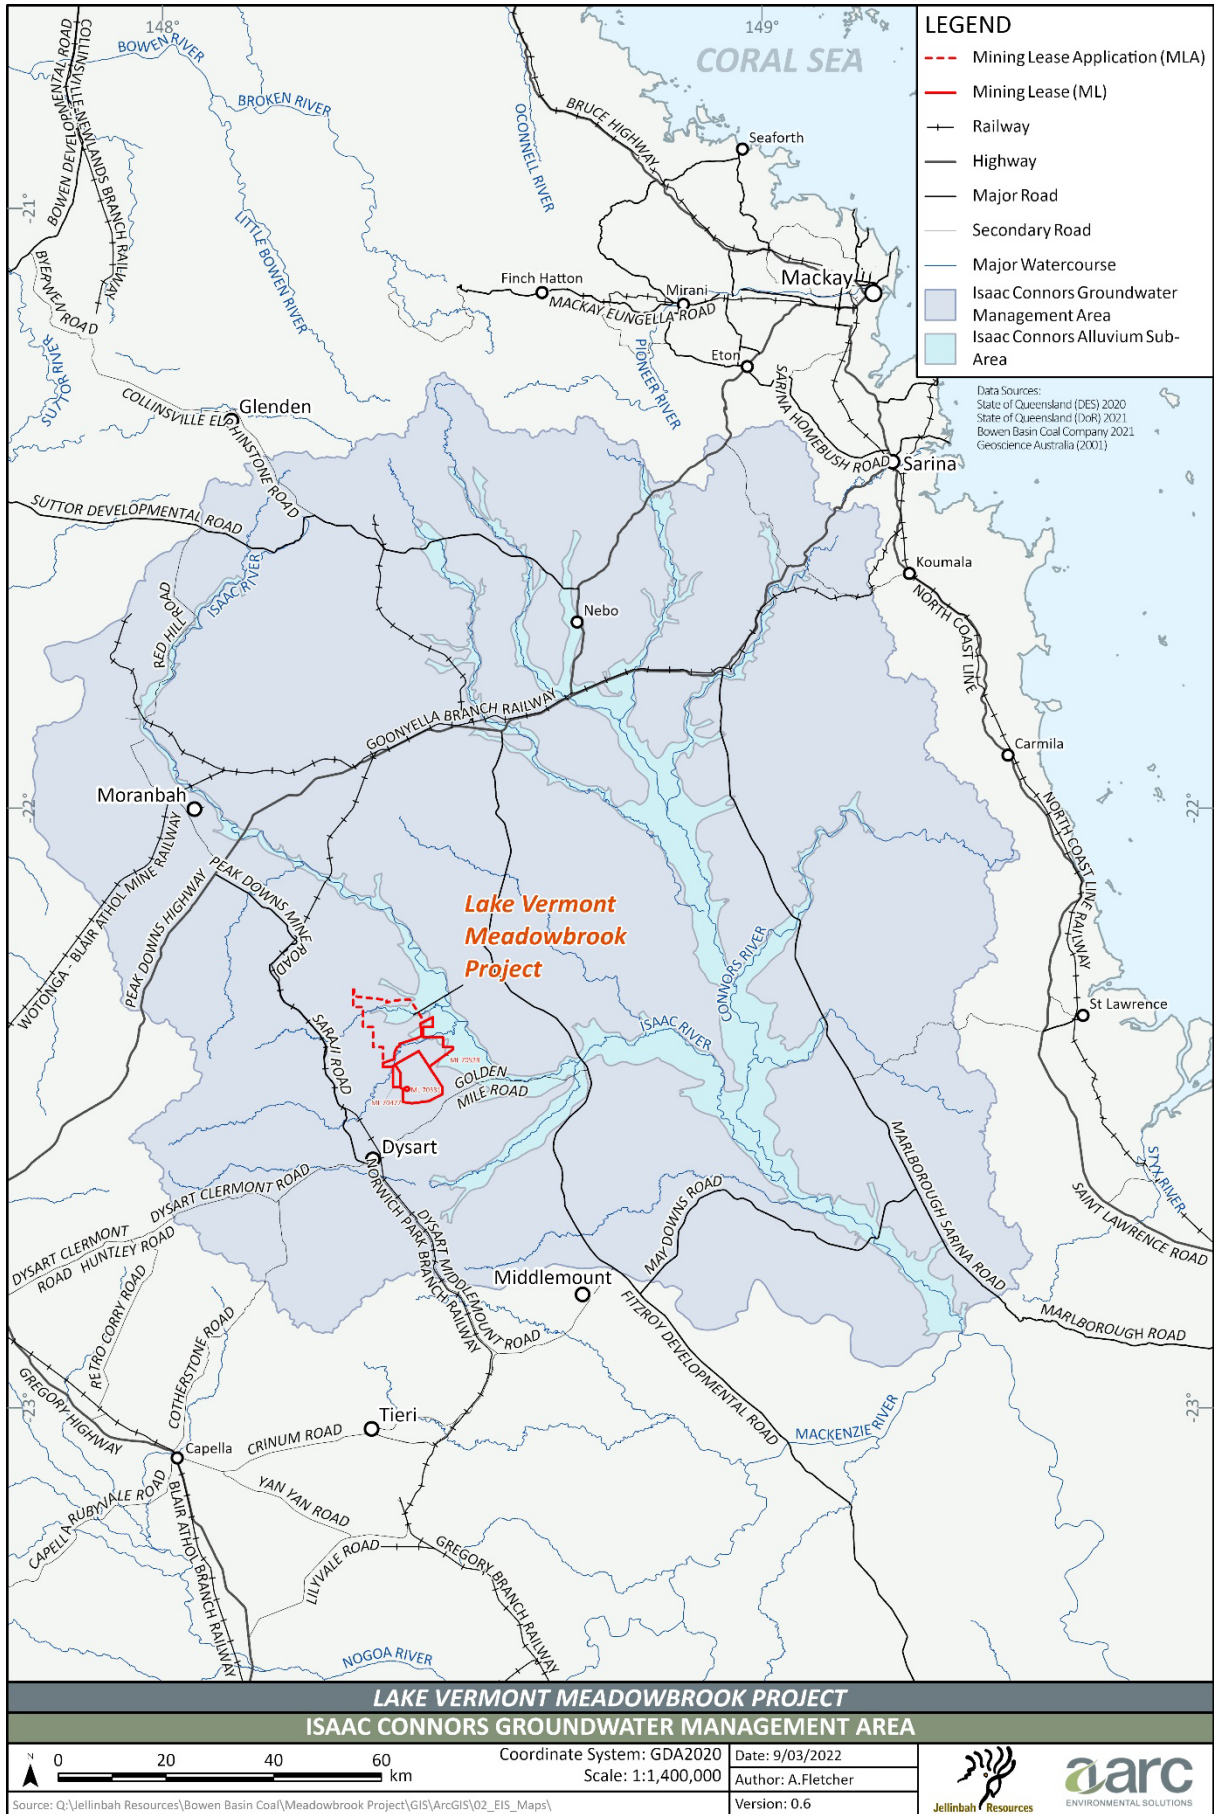 148°
149°
CORAL SEA
BOWEN RIVER
BROKEN RIVER
OCONNELL RIVER
BRUCE HIGHWAY
Seaforth
COLLINSVILLE-NEWLANDS BRANCH RAILWAY
BOWEN DEVELOPMENTAL ROAD
-21°
LITTLE BOWEN RIVER
BYERWEN ROAD
SUTTOR RIVER
Finch Hatton
Mirani
Mackay
MACKAY EUNGELLA ROAD
PIONEER RIVER
Eton
SARINA HOMEBUSH ROAD
Sarina
COLLINSVILLE ELPHINSTONE ROAD
Glenden
SUTTOR DEVELOPMENTAL ROAD
ISAAC RIVER
RED HILL ROAD
Nebo
Koumala
NORTH COAST LINE
GOONYELLA BRANCH RAILWAY
Carmila
Moranbah
-22°
-22°
WOTONGA - BLAIR ATHOL MINE RAILWAY
PEAK DOWNS HIGHWAY
PEAK DOWNS MINE ROAD
NORTH COAST LINE RAILWAY
Lake Vermont
Meadowbrook
Project
CONNORS RIVER
ISAAC RIVER
St Lawrence
SARAJI ROAD
ML 70528
GOLDEN
MILE ROAD
Dysart
DYSART CLERMONT ROAD
DYSART CLERMONT
ROAD HUNTLEY ROAD
NORWICH PARK BRANCH RAILWAY
DYSART MIDDLEMOUNT ROAD
MAY DOWNS ROAD
MARLBOROUGH SARINA ROAD
STYX RIVER
SAINT LAWRENCE ROAD
Middlemount
FITZROY DEVELOPMENTAL ROAD
MARLBOROUGH ROAD
RETRO CORRY ROAD
COTHERSTONE ROAD
GREGORY HIGHWAY
-23°
-23°
Tieri
CRINUM ROAD
Capella
MACKENZIE RIVER
CAPELLA RUBYVALE ROAD
YAN YAN ROAD
BLAIR ATHOL BRANCH RAILWAY
LILYVALE ROAD
GREGORY BRANCH RAILWAY
NOGOA RIVER
LEGEND
Mining Lease Application (MLA)
Mining Lease (ML)
Railway
Highway
Major Road
Secondary Road
Major Watercourse
Isaac Connors Groundwater
Management Area
Isaac Connors Alluvium Sub-
Area
Data Sources:
State of Queensland (DES) 2020
State of Queensland (DoR) 2021
Bowen Basin Coal Company 2021
Geoscience Australia (2001)
LAKE VERMONT MEADOWBROOK PROJECT
ISAAC CONNORS GROUNDWATER MANAGEMENT AREA
N
0 20 40 60
km
Coordinate System: GDA2020
Scale: 1:1,400,000
Date: 9/03/2022
Author: A.Fletcher
Version: 0.6
Source: Q:\Jellinbah Resources\Bowen Basin Coal\Meadowbrook Project\GIS\ArcGIS\02_EIS_Maps\
Jellinbah Resources
aarc
ENVIRONMENTAL SOLUTIONS